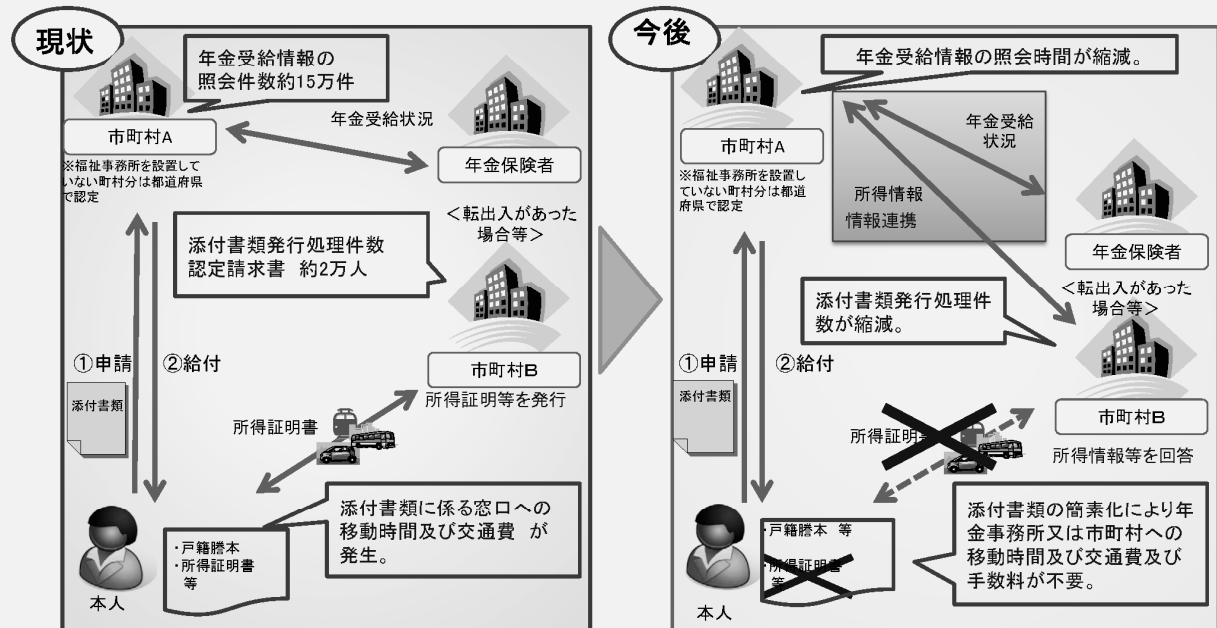 現状
年金受給情報の
照会件数約15万件
市町村A
※福祉事務所を設置して
いない町村分は都道府県
で認定
年金受給状況
年金保険者
＜転出入があった
場合等＞
添付書類発行処理件数
認定請求書 約2万人
①申請
②給付
添付書類
市町村B
所得証明等を発行
所得証明書
添付書類に係る窓口への
移動時間及び交通費 が
発生。
・戸籍謄本
・所得証明書
等
本人
今後
年金受給情報の照会時間が縮減。
市町村A
※福祉事務所を設置し
ていない町村分は都道
府県で認定
年金受給
状況
所得情報
情報連携
年金保険者
＜転出入があった
場合等＞
添付書類発行処理件
数が縮減。
①申請
②給付
添付書類
市町村B
所得情報等を回答
所得証明書
添付書類の簡素化により年
金事務所又は市町村への
移動時間及び交通費及び
手数料が不要。
・戸籍謄本 等
・所得証明書
等
本人